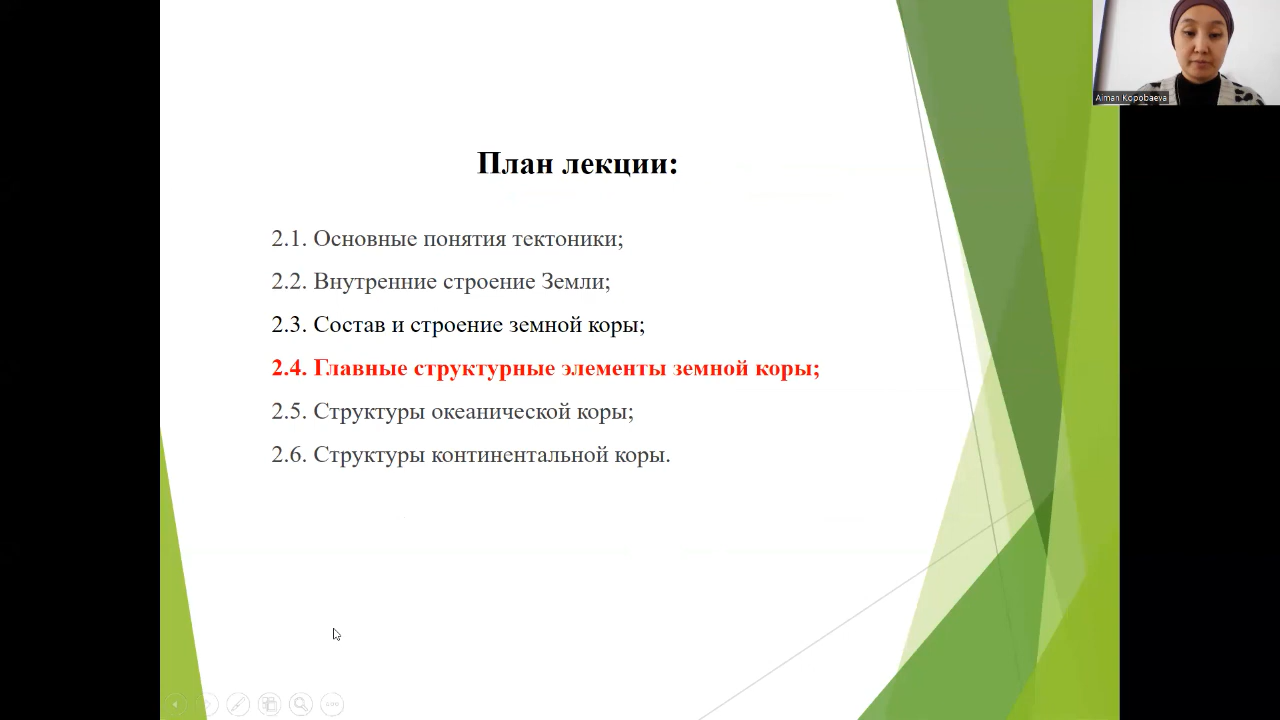 Aiman Kopobaeva
План лекции:
2.1. Основные понятия тектоники;
2.2. Внутренние строение Земли;
2.3. Состав и строение земной коры;
2.4. Главные структурные элементы земной коры;
2.5. Структуры океанической коры;
2.6. Структуры континентальной коры.